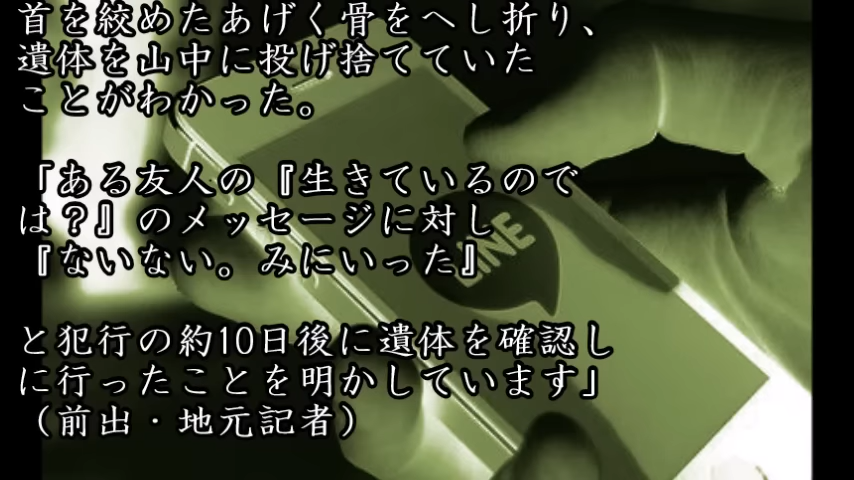 首を絞めたあげく骨をへし折り、
遺体を山中に投げ捨てていた
ことがわかった。
「ある友人の『生きているので
は?』のメッセージに対し
『ないない。みにいった』
と犯行の約10日後に遺体を確認し
に行ったことを明かしています」
（前出・地元記者）
LINE